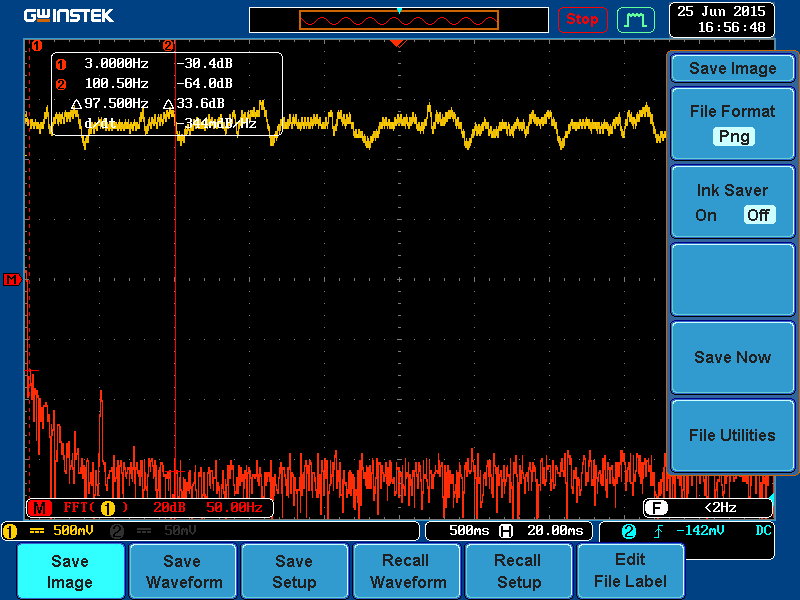 GWINSTEK
Stop
25 Jun 2015
16:56:48
1
2
1 3.0000Hz -30.4dB
2 100.50Hz -64.0dB
△97.500Hz △33.6dB
d/dt -344mdB/Hz
M
Save Image
File Format
Png
Ink Saver
On Off
Save Now
File Utilities
M FFT( 1 ) 20dB 50.00Hz
F <2Hz
1 500mV 2 50mV
500ms H 20.00ms
2 -142mV DC
Save
Image
Save
Waveform
Save
Setup
Recall
Waveform
Recall
Setup
Edit
File Label